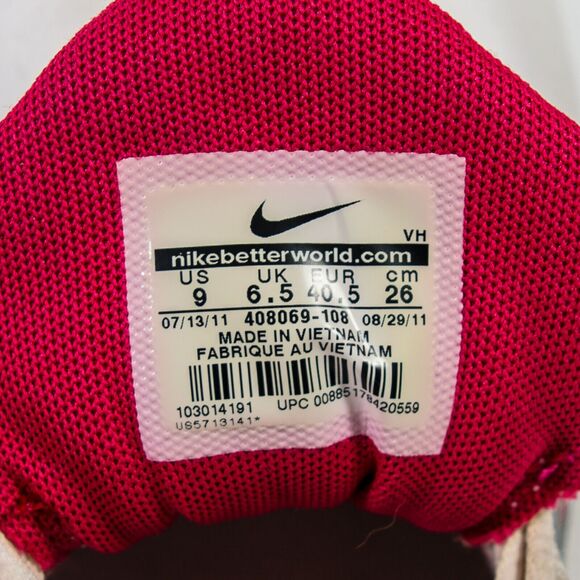 VH
nikebetterworld.com
US UK EUR cm
9 6.5 40.5 26
07/13/11 408069-108 08/29/11
MADE IN VIETNAM
FABRIQUE AU VIETNAM
103014191 UPC 00885178420559
US5713141*